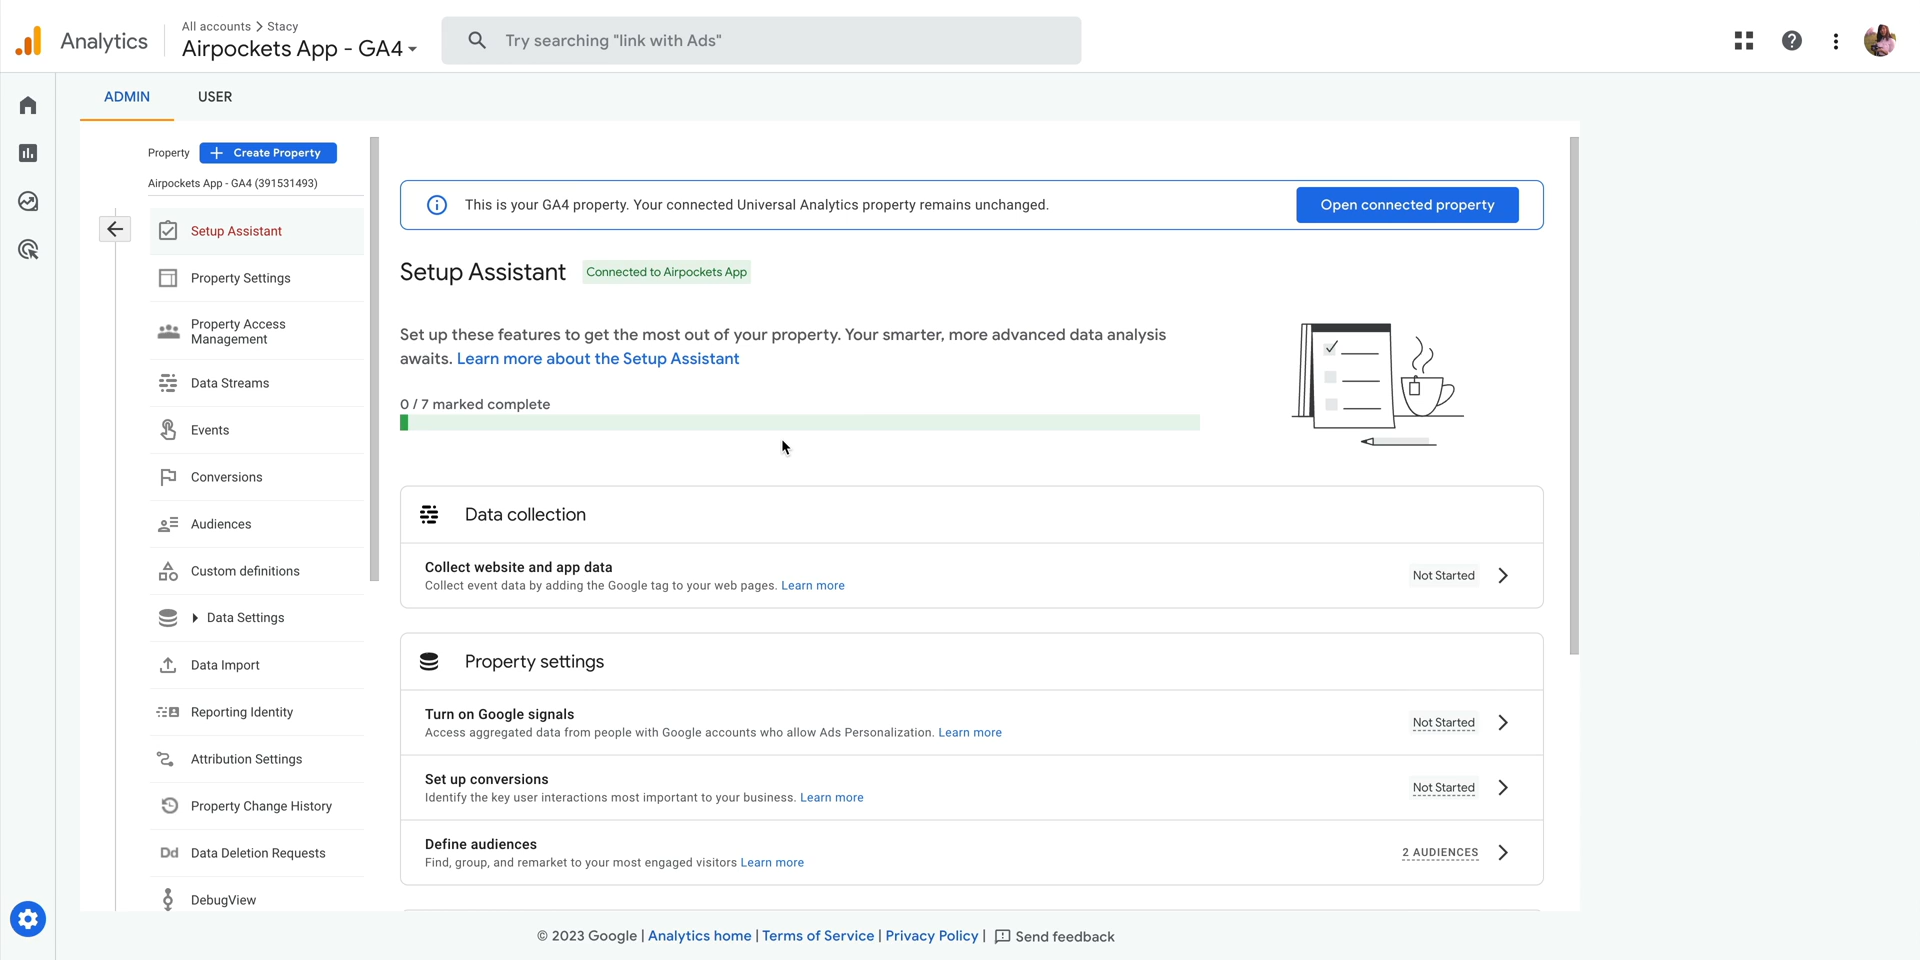 Analytics
All accounts > Stacy
Airpockets App - GA4
Try searching "link with Ads"
ADMIN
USER
Property
Create Property
Airpockets App - GA4 (391531493)
Setup Assistant
Property Settings
Property Access
Management
Data Streams
Events
Conversions
Audiences
Custom definitions
Data Settings
Data Import
Reporting Identity
Attribution Settings
Property Change History
Dd Data Deletion Requests
DebugView
This is your GA4 property. Your connected Universal Analytics property remains unchanged.
Open connected property
Setup Assistant
Connected to Airpockets App
Set up these features to get the most out of your property. Your smarter, more advanced data analysis
awaits. Learn more about the Setup Assistant
0 / 7 marked complete
Data collection
Collect website and app data
Collect event data by adding the Google tag to your web pages. Learn more
Not Started
Property settings
Turn on Google signals
Access aggregated data from people with Google accounts who allow Ads Personalization. Learn more
Not Started
Set up conversions
Identify the key user interactions most important to your business. Learn more
Not Started
Define audiences
Find, group, and remarket to your most engaged visitors Learn more
2 AUDIENCES
© 2023 Google | Analytics home | Terms of Service | Privacy Policy | Send feedback